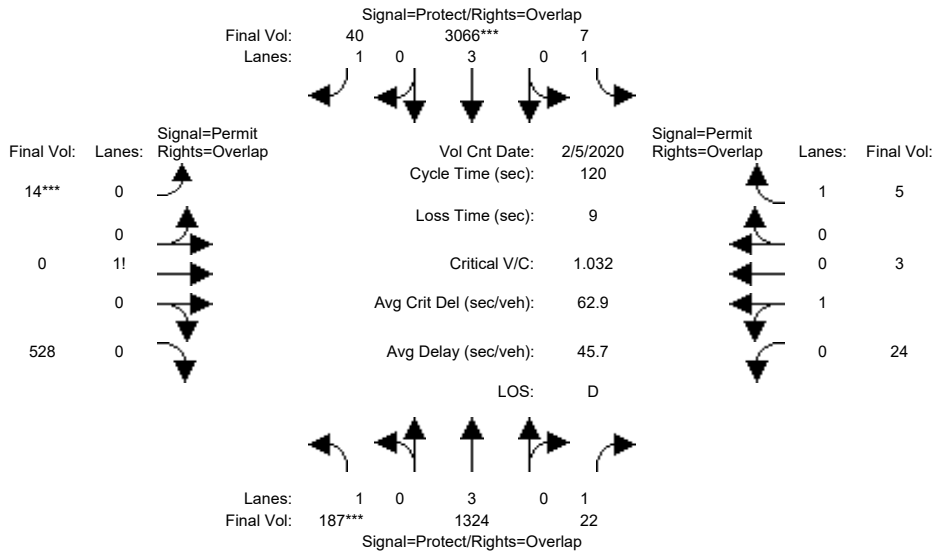 Signal=Protect/Rights=Overlap
Final Vol: 40 3066*** 7
Lanes: 1 0 3 0 1
Signal=Permit
Final Vol: Lanes: Rights=Overlap
Vol Cnt Date: 2/5/2020
Signal=Permit
Rights=Overlap Lanes: Final Vol:
Cycle Time (sec): 120
14*** 0
1 5
Loss Time (sec): 9
0
0
0 1!
Critical V/C: 1.032
0 3
0
Avg Crit Del (sec/veh): 62.9
1
528 0
Avg Delay (sec/veh): 45.7
0 24
LOS: D
Lanes: 1 0 3 0 1
Final Vol: 187*** 1324 22
Signal=Protect/Rights=Overlap